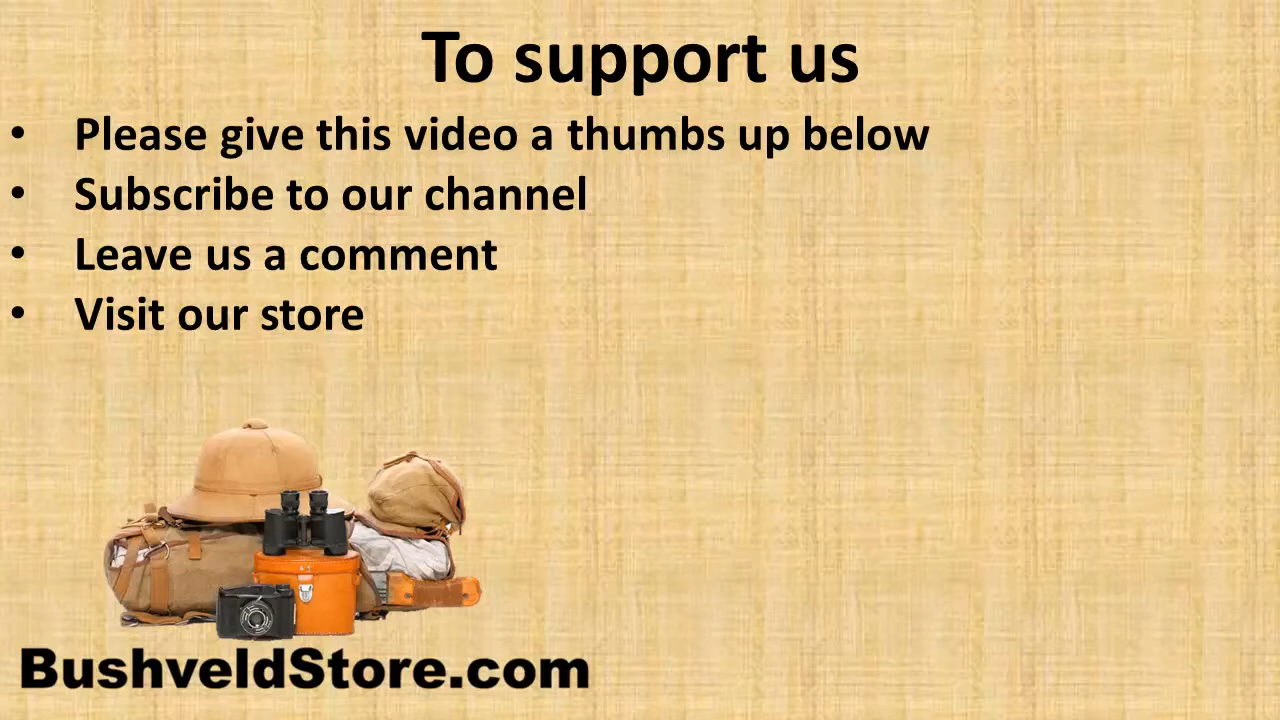 To support us
• Please give this video a thumbs up below
• Subscribe to our channel
• Leave us a comment
• Visit our store
BushveldStore.com